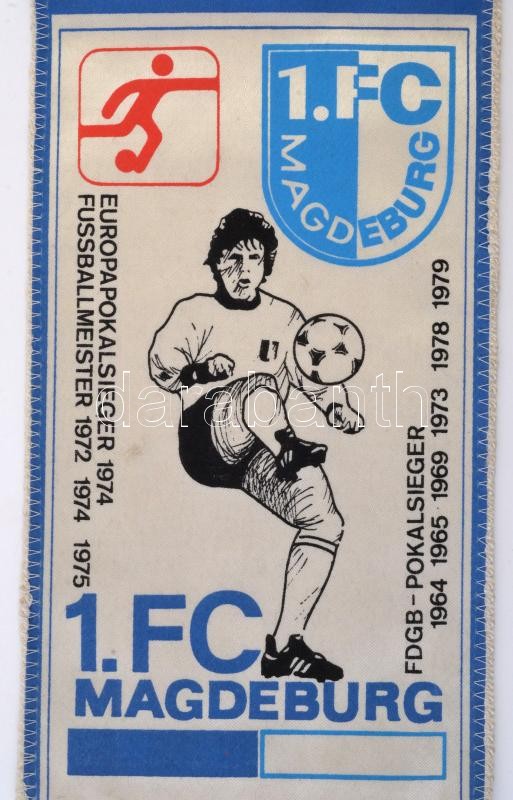 1.FC
MAGDEBURG
EUROPAPOKALSIEGER 1974
FUSSBALLMEISTER 1972 1974 1975
FDGB-POKALSIEGER
1964 1965 1969 1973 1978 1979
darabanth
1.FC
MAGDEBURG